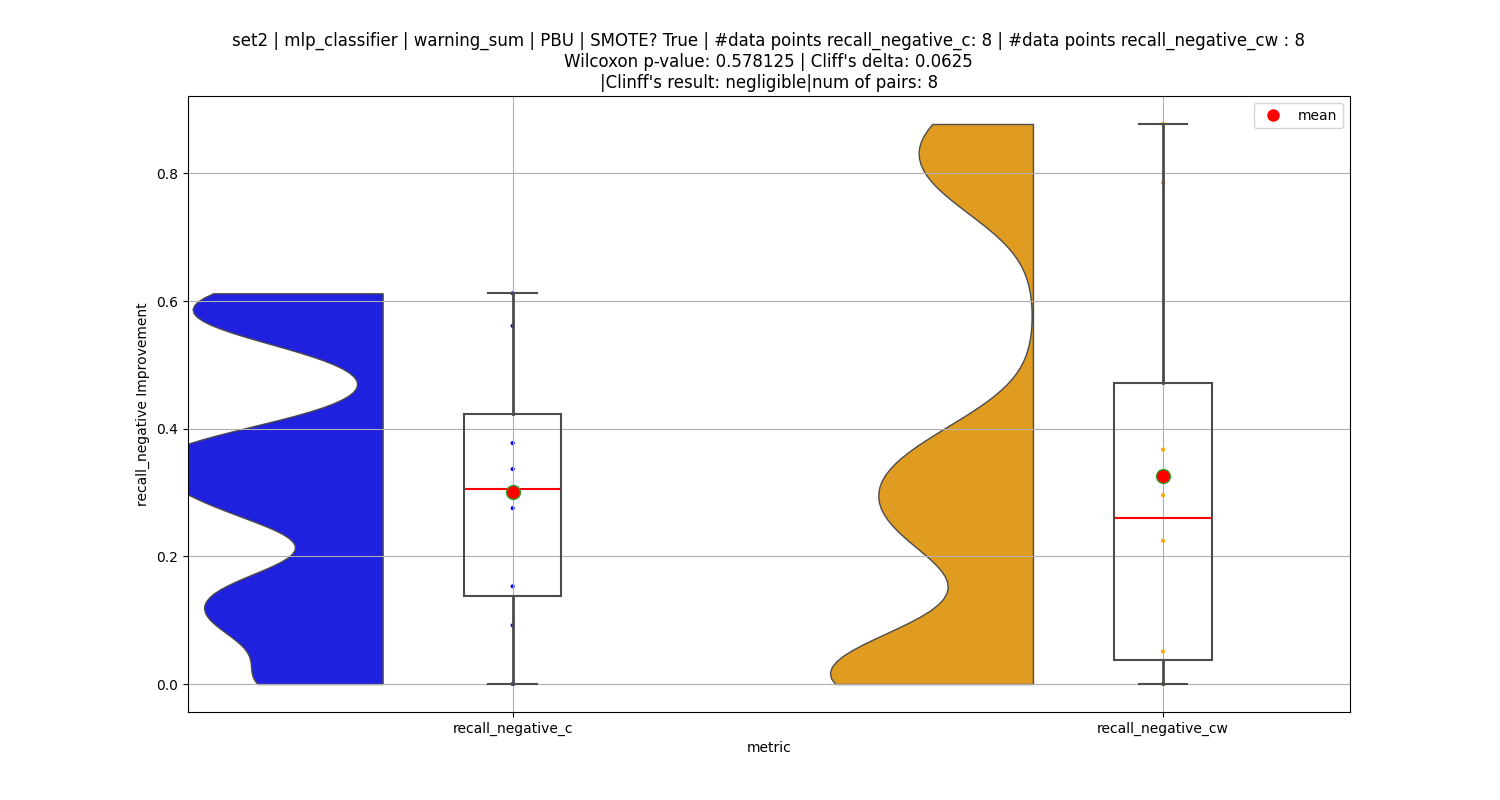 set2 | mlp_classifier | warning_sum | PBU | SMOTE? True | #data points recall_negative_c: 8 | #data points recall_negative_cw : 8
Wilcoxon p-value: 0.578125 | Cliff's delta: 0.0625
|Clinff's result: negligible|num of pairs: 8
mean
0.8
0.6
0.4
0.2
0.0
recall_negative Improvement
recall_negative_c
recall_negative_cw
metric